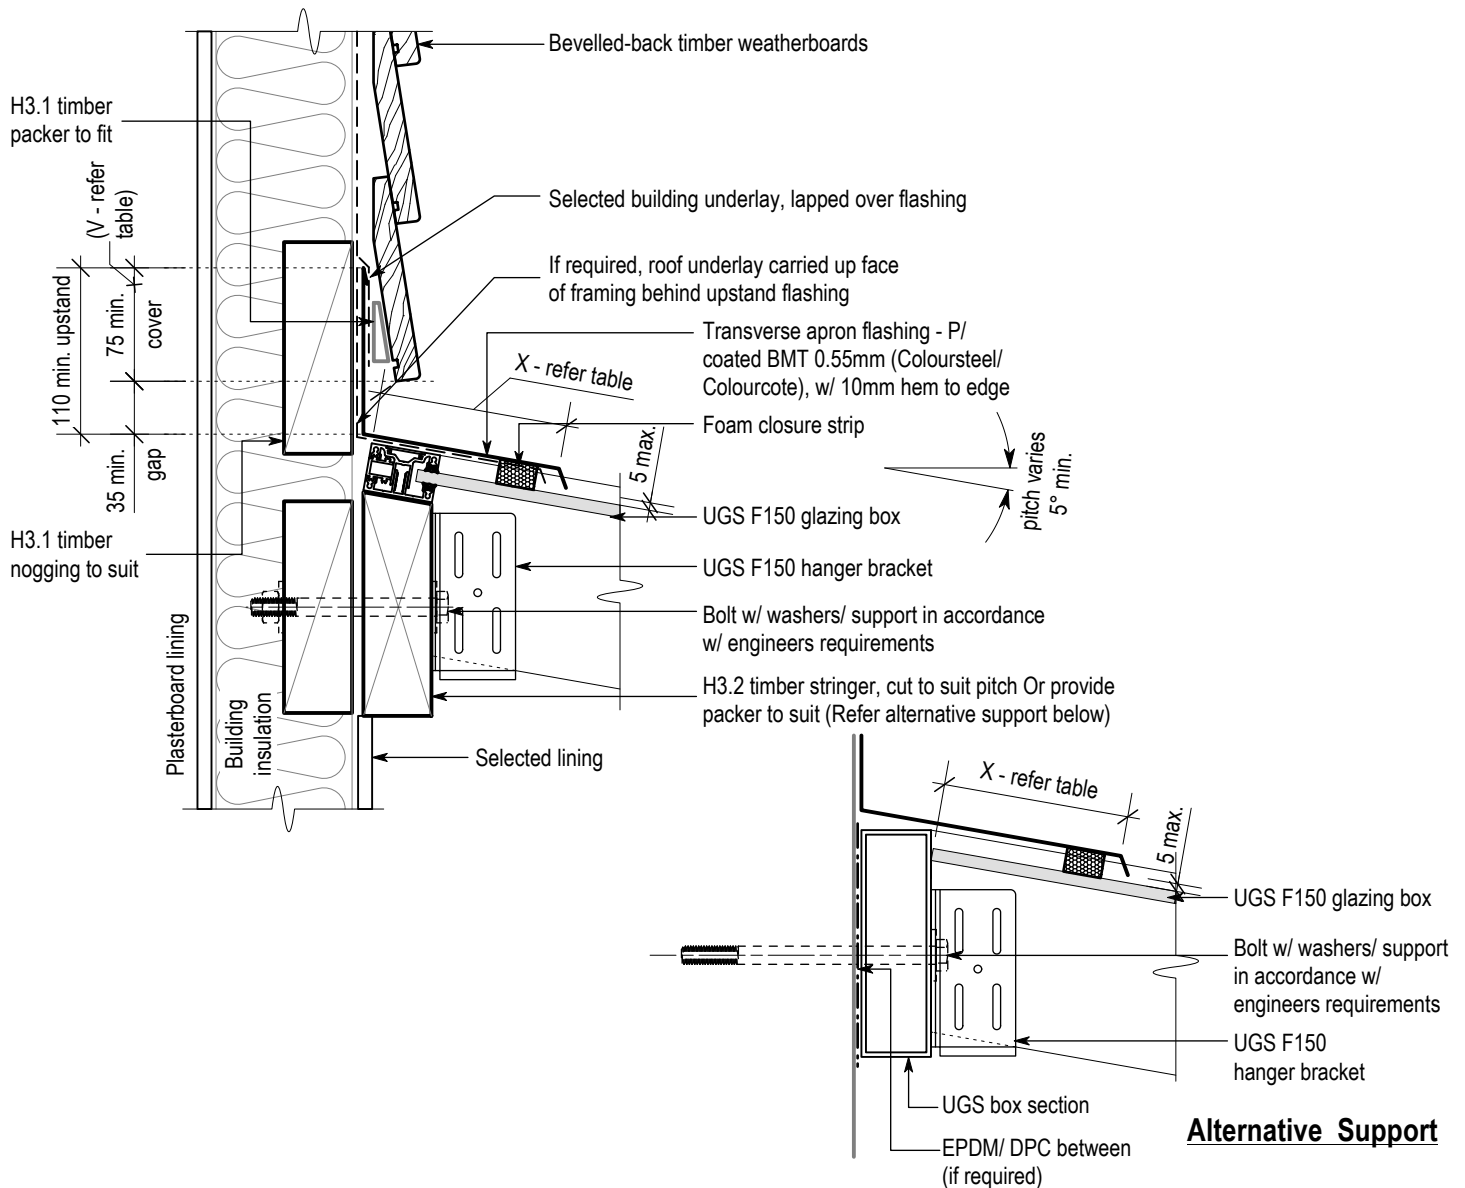 Bevelled-back timber weatherboards
H3.1 timber
packer to fit
(V - refer
table)
Selected building underlay, lapped over flashing
If required, roof underlay carried up face
of framing behind upstand flashing
110 min. upstand
75 min.
cover
Transverse apron flashing - P/
coated BMT 0.55mm (Coloursteel/
Colourcote), w/ 10mm hem to edge
X - refer table
Foam closure strip
35 min.
gap
5 max.
pitch varies
5° min.
UGS F150 glazing box
H3.1 timber
nogging to suit
UGS F150 hanger bracket
Bolt w/ washers/ support in accordance
w/ engineers requirements
H3.2 timber stringer, cut to suit pitch Or provide
packer to suit (Refer alternative support below)
Plasterboard lining
Building
insulation
Selected lining
X - refer table
5 max.
UGS F150 glazing box
Bolt w/ washers/ support
in accordance w/
engineers requirements
UGS F150
hanger bracket
UGS box section
EPDM/ DPC between
(if required)
Alternative Support